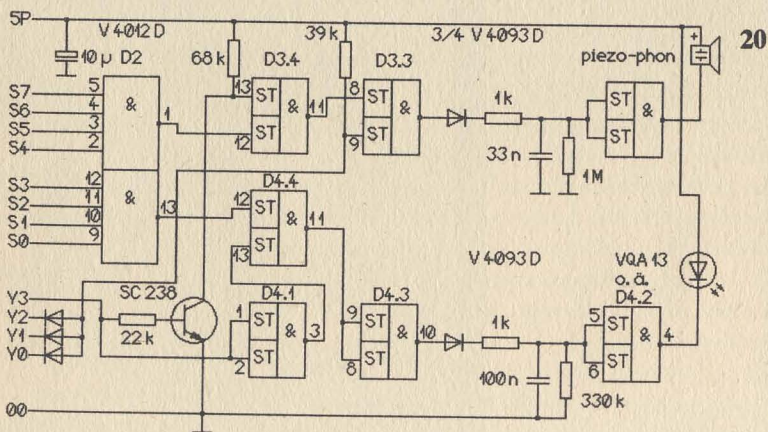 5P
V 4012 D
39k
3/4 V 4093 D
20
10 µ D2
68 k
D3.4
D3.3
piezo-phon
+
S7 5
S6 4
S5 3
S4 2
&
1
13
12
ST
ST
&
11
8
9
ST
ST
&
1k
33 n
1M
ST
ST
&
S3 12
S2 11
S1 10
S0 9
&
13
D4.4
12
13
ST
ST
&
11
V 4093 D
VQA 13
o. ä.
Y3
Y2
Y1
Y0
SC 238
22 k
D4.1
1
2
ST
ST
&
3
D4.3
9
8
ST
ST
&
10
1k
100 n
330 k
D4.2
5
6
ST
ST
&
4
00